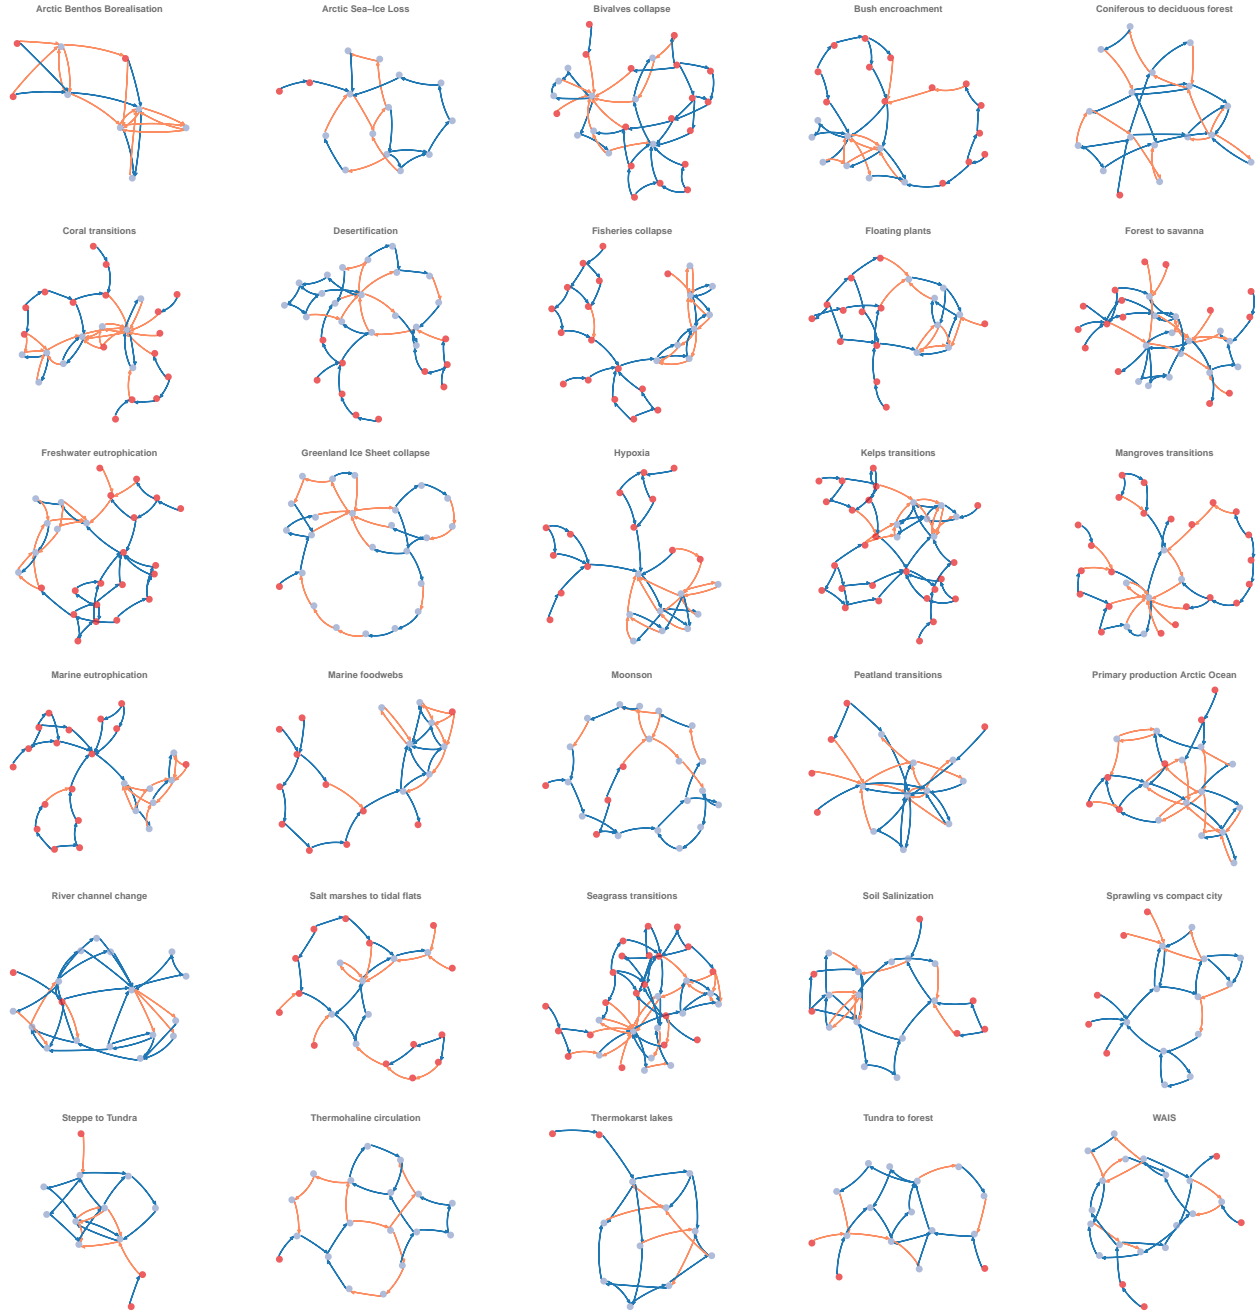 Arctic Benthos Borealisation
Arctic Sea−Ice Loss
Bivalves collapse
Bush encroachment
Coniferous to deciduous forest
Coral transitions
Desertification
Fisheries collapse
Floating plants
Forest to savanna
Freshwater eutrophication
Greenland Ice Sheet collapse
Hypoxia
Kelps transitions
Mangroves transitions
Marine eutrophication
Marine foodwebs
Moonson
Peatland transitions
Primary production Arctic Ocean
River channel change
Salt marshes to tidal flats
Seagrass transitions
Soil Salinization
Sprawling vs compact city
Steppe to Tundra
Thermohaline circulation
Thermokarst lakes
Tundra to forest
WAIS